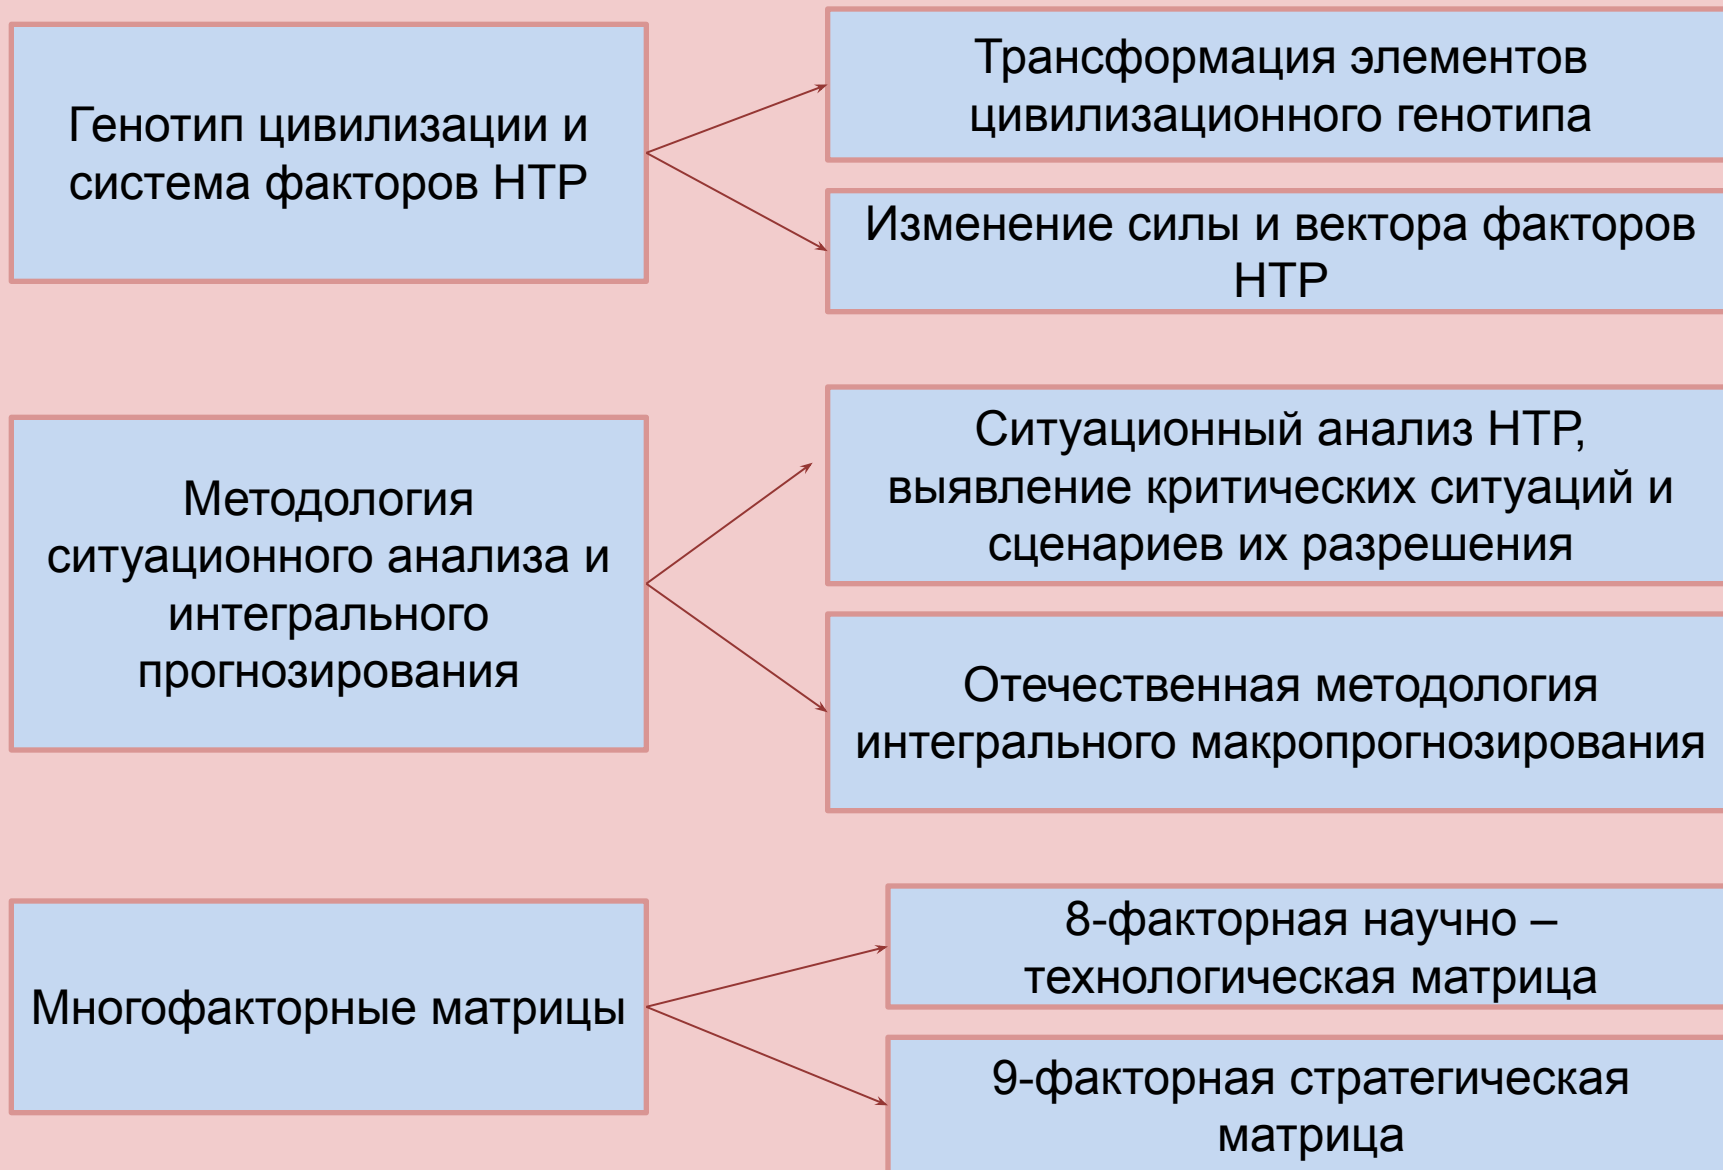 Генотип цивилизации и
система факторов НТР
Трансформация элементов
цивилизационного генотипа
Изменение силы и вектора факторов
НТР
Методология
ситуационного анализа и
интегрального
прогнозирования
Ситуационный анализ НТР,
выявление критических ситуаций и
сценариев их разрешения
Отечественная методология
интегрального макропрогнозирования
Многофакторные матрицы
8-факторная научно –
технологическая матрица
9-факторная стратегическая
матрица